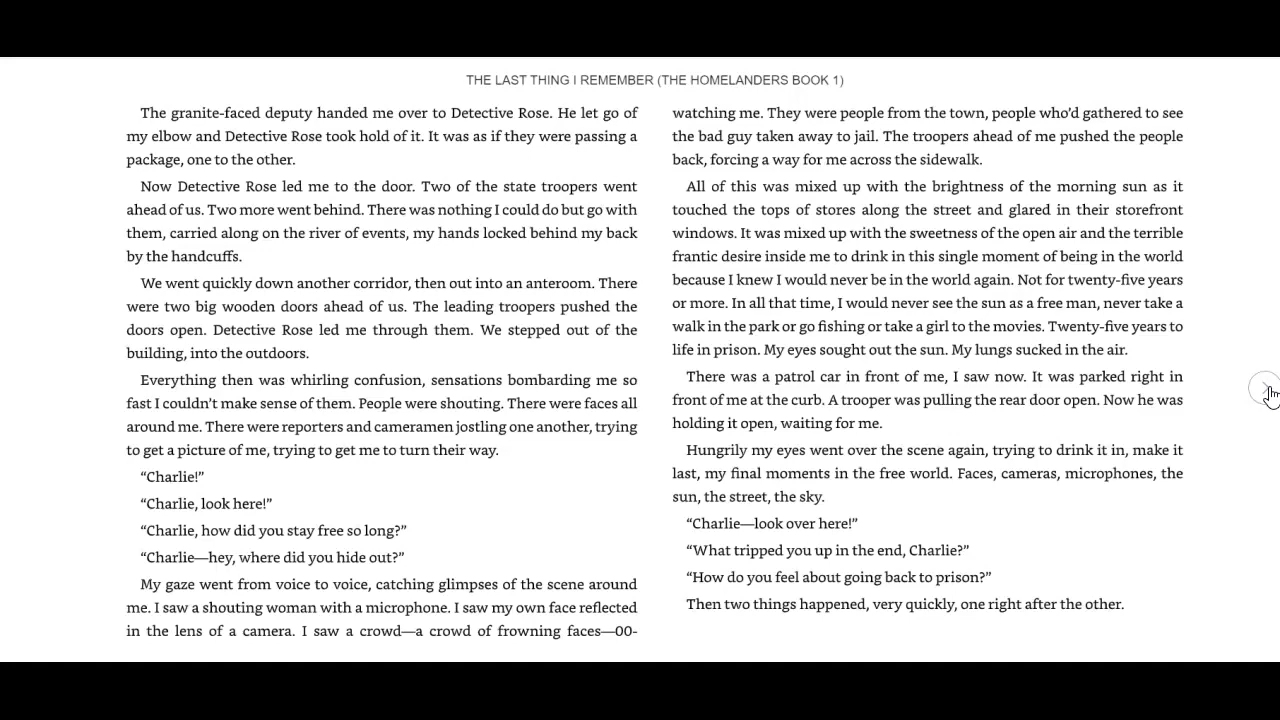 THE LAST THING I REMEMBER (THE HOMELANDERS BOOK 1)
The granite-faced deputy handed me over to Detective Rose. He let go of
my elbow and Detective Rose took hold of it. It was as if they were passing a
package, one to the other.
Now Detective Rose led me to the door. Two of the state troopers went
ahead of us. Two more went behind. There was nothing I could do but go with
them, carried along on the river of events, my hands locked behind my back
by the handcuffs.
We went quickly down another corridor, then out into an anteroom. There
were two big wooden doors ahead of us. The leading troopers pushed the
doors open. Detective Rose led me through them. We stepped out of the
building, into the outdoors.
Everything then was whirling confusion, sensations bombarding me so
fast I couldn’t make sense of them. People were shouting. There were faces all
around me. There were reporters and cameramen jostling one another, trying
to get a picture of me, trying to get me to turn their way.
“Charlie!”
“Charlie, look here!”
“Charlie, how did you stay free so long?”
“Charlie—hey, where did you hide out?”
My gaze went from voice to voice, catching glimpses of the scene around
me. I saw a shouting woman with a microphone. I saw my own face reflected
in the lens of a camera. I saw a crowd—a crowd of frowning faces—00-
watching me. They were people from the town, people who’d gathered to see
the bad guy taken away to jail. The troopers ahead of me pushed the people
back, forcing a way for me across the sidewalk.
All of this was mixed up with the brightness of the morning sun as it
touched the tops of stores along the street and glared in their storefront
windows. It was mixed up with the sweetness of the open air and the terrible
frantic desire inside me to drink in this single moment of being in the world
because I knew I would never be in the world again. Not for twenty-five years
or more. In all that time, I would never see the sun as a free man, never take a
walk in the park or go fishing or take a girl to the movies. Twenty-five years to
life in prison. My eyes sought out the sun. My lungs sucked in the air.
There was a patrol car in front of me, I saw now. It was parked right in
front of me at the curb. A trooper was pulling the rear door open. Now he was
holding it open, waiting for me.
Hungrily my eyes went over the scene again, trying to drink it in, make it
last, my final moments in the free world. Faces, cameras, microphones, the
sun, the street, the sky.
“Charlie—look over here!”
“What tripped you up in the end, Charlie?”
“How do you feel about going back to prison?”
Then two things happened, very quickly, one right after the other.